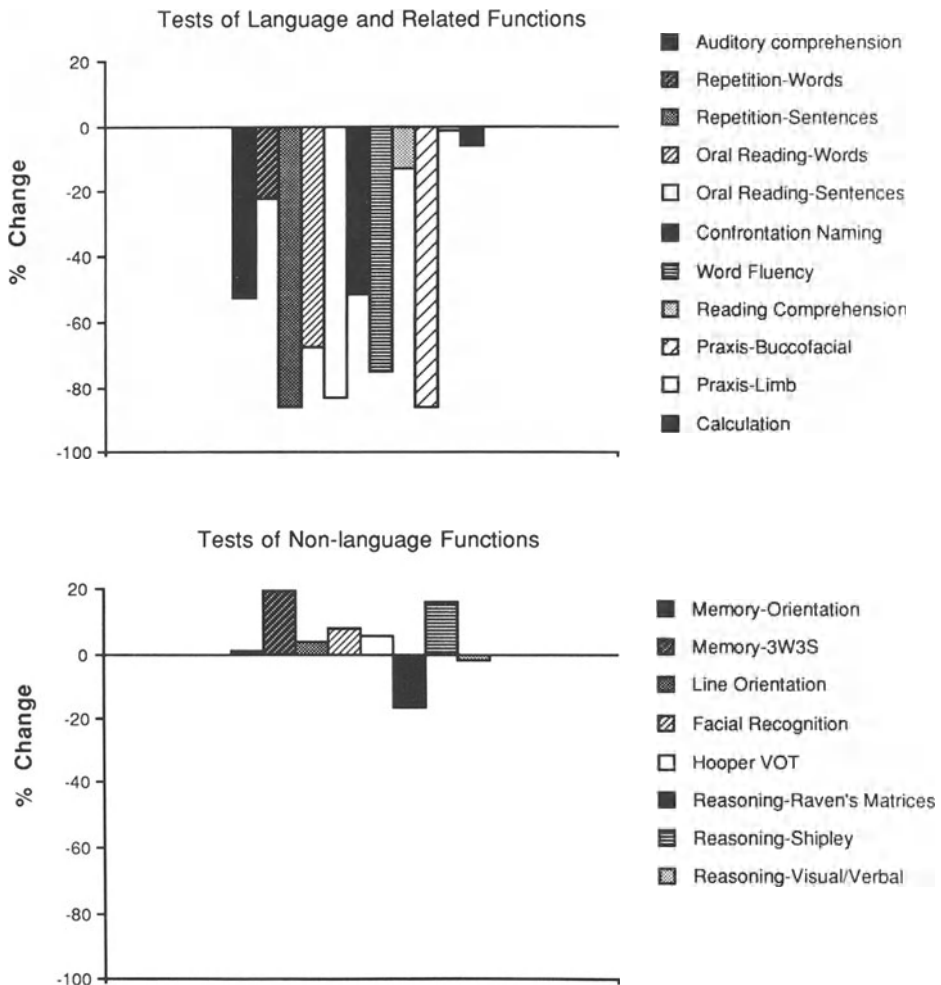 Tests of Language and Related Functions
20
0
-20
-40
-60
-80
-100
% Change
Auditory comprehension
Repetition-Words
Repetition-Sentences
Oral Reading-Words
Oral Reading-Sentences
Confrontation Naming
Word Fluency
Reading Comprehension
Praxis-Buccofacial
Praxis-Limb
Calculation
Tests of Non-language Functions
20
0
-20
-40
-60
-80
-100
% Change
Memory-Orientation
Memory-3W3S
Line Orientation
Facial Recognition
Hooper VOT
Reasoning-Raven's Matrices
Reasoning-Shipley
Reasoning-Visual/Verbal